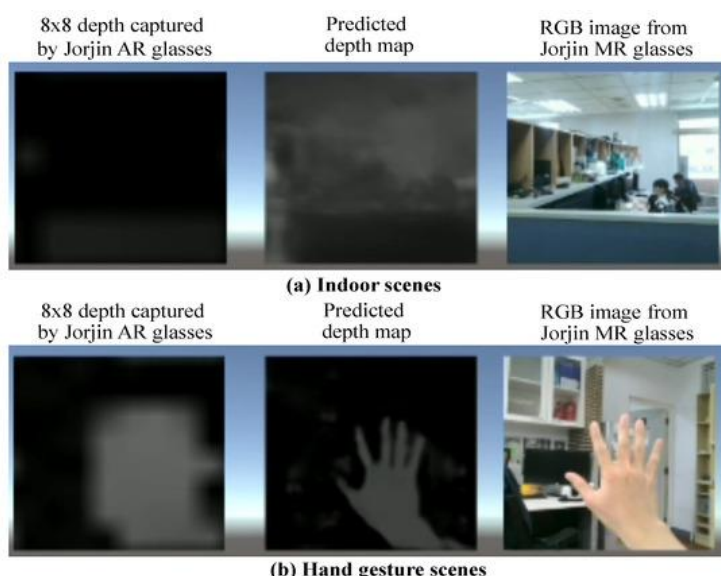 8x8 depth captured
by Jorjin AR glasses
Predicted
depth map
RGB image from
Jorjin MR glasses
(a) Indoor scenes
8x8 depth captured
by Jorjin AR glasses
Predicted
depth map
RGB image from
Jorjin MR glasses
(b) Hand gesture scenes